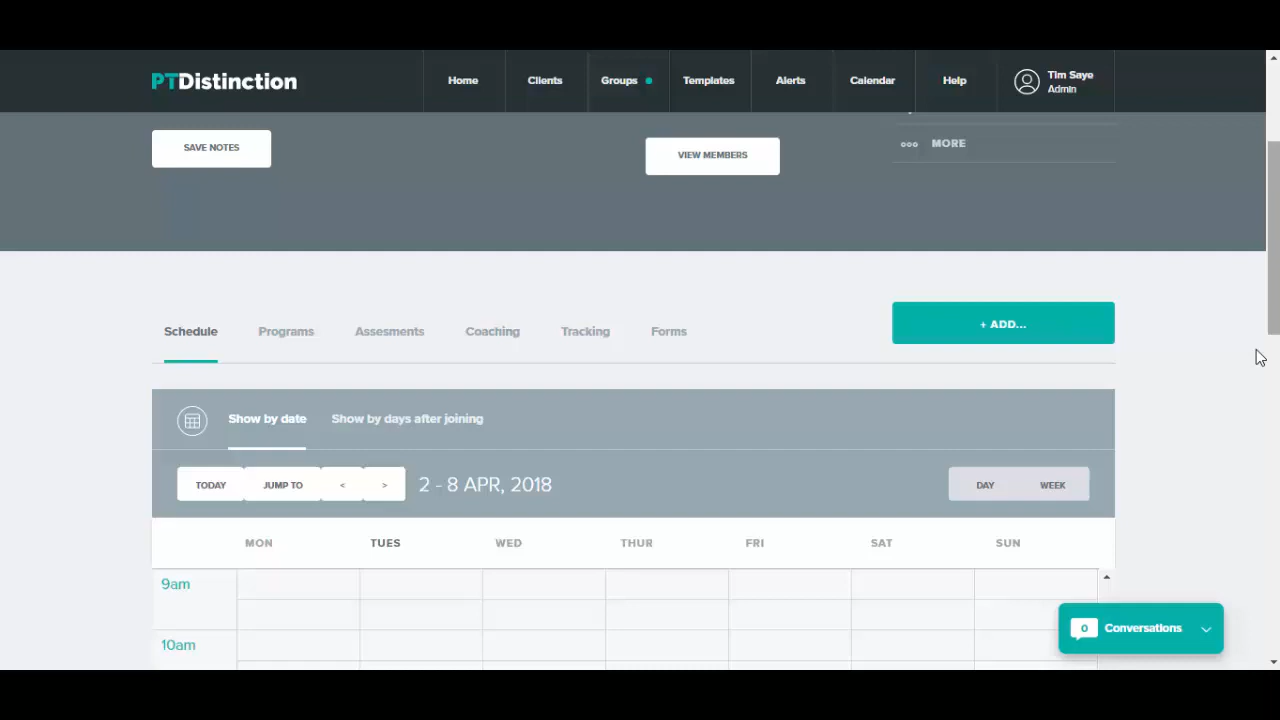 PTDistinction
Home
Clients
Groups
Templates
Alerts
Calendar
Help
Tim Saye
Admin
SAVE NOTES
VIEW MEMBERS
MORE
Schedule
Programs
Assesments
Coaching
Tracking
Forms
+ ADD...
Show by date
Show by days after joining
TODAY
JUMP TO
<
>
2 - 8 APR, 2018
DAY
WEEK
MON
TUES
WED
THUR
FRI
SAT
SUN
9am
10am
0 Conversations